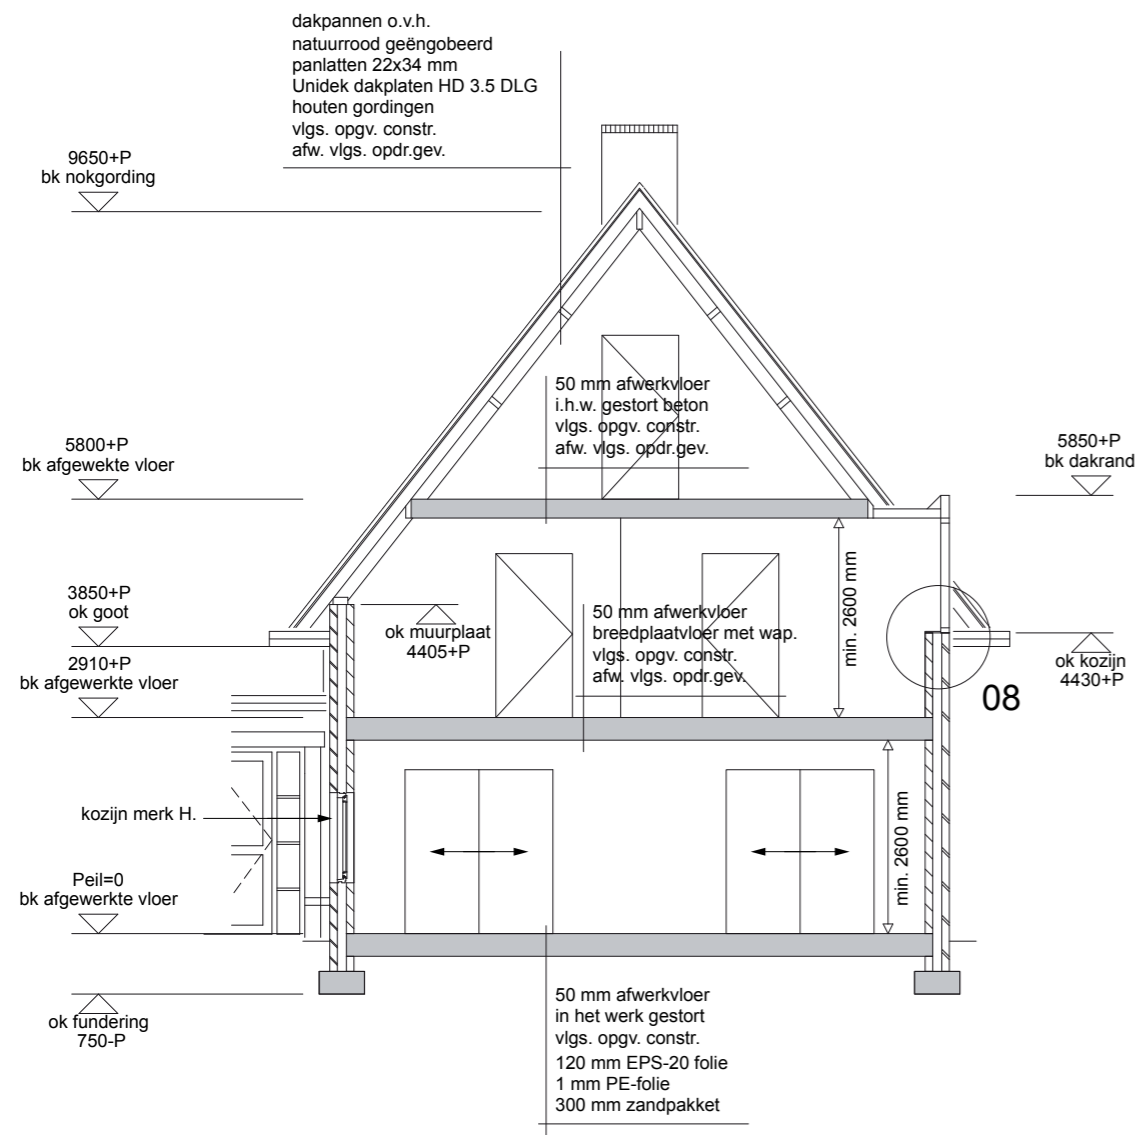 dakpannen o.v.h.
natuurrood geëngobeerd
panlatten 22x34 mm
Unidek dakplaten HD 3.5 DLG
houten gordingen
vlgs. opgv. constr.
afw. vlgs. opdr.gev.
9650+P
bk nokgording
50 mm afwerkvloer
i.h.w. gestort beton
vlgs. opgv. constr.
afw. vlgs. opdr.gev.
5800+P
bk afgewekte vloer
5850+P
bk dakrand
min. 2600 mm
3850+P
ok goot
ok muurplaat
4405+P
50 mm afwerkvloer
breedplaatvloer met wap.
vlgs. opgv. constr.
afw. vlgs. opdr.gev.
ok kozijn
4430+P
08
2910+P
bk afgewerkte vloer
kozijn merk H.
min. 2600 mm
Peil=0
bk afgewerkte vloer
ok fundering
750-P
50 mm afwerkvloer
in het werk gestort
vlgs. opgv. constr.
120 mm EPS-20 folie
1 mm PE-folie
300 mm zandpakket